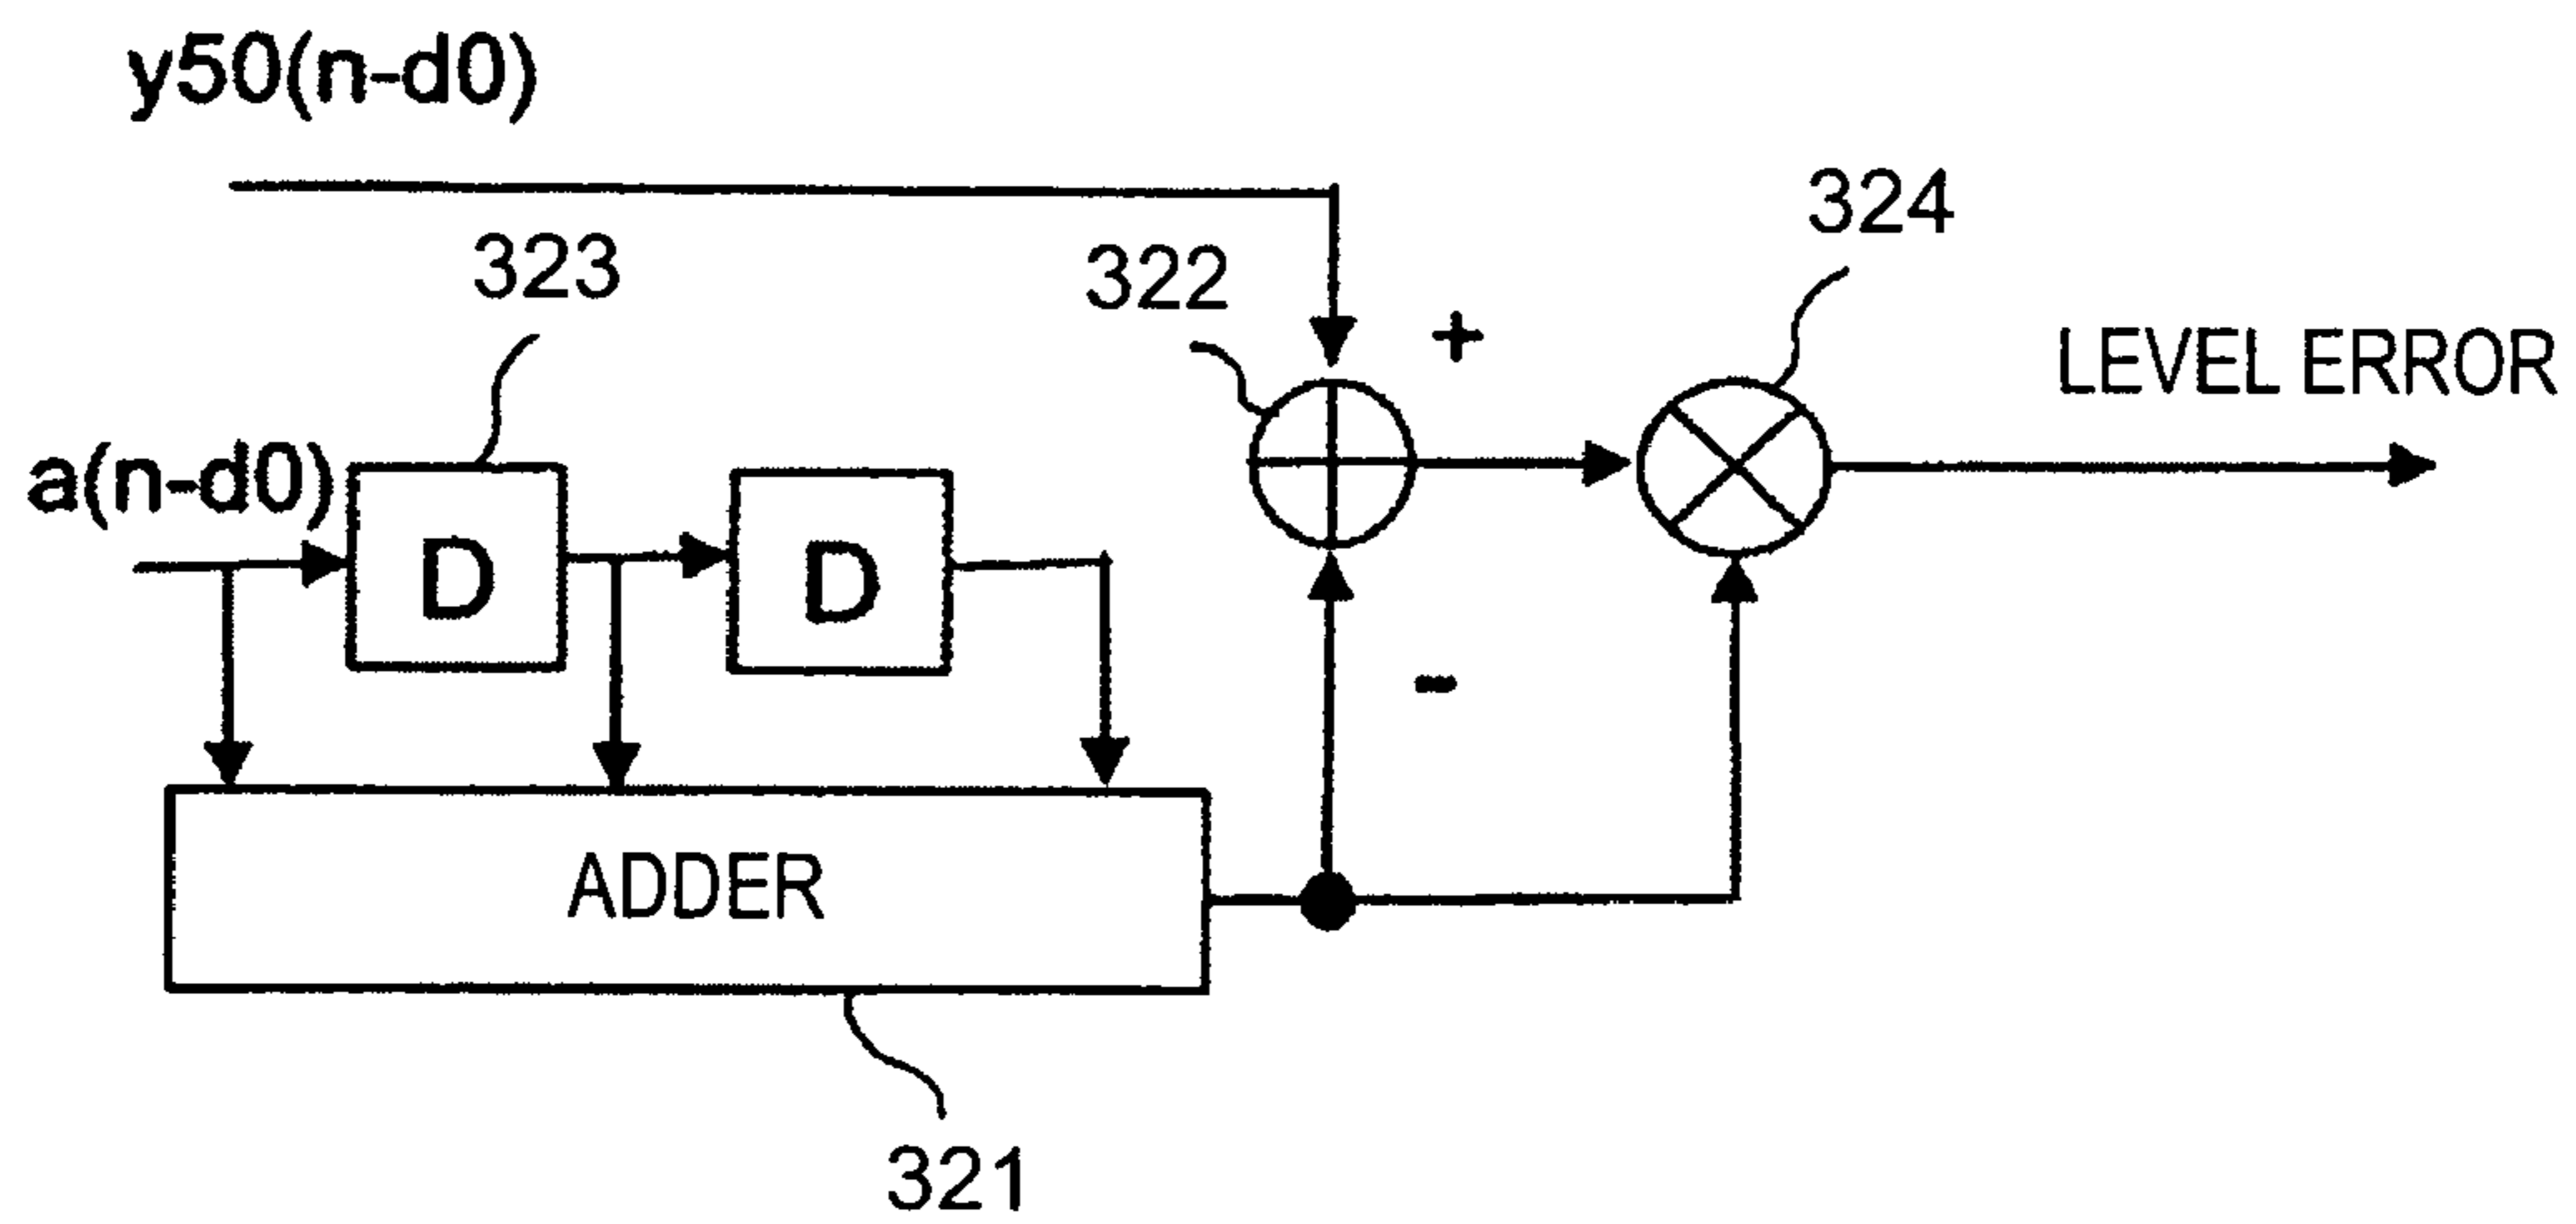 y50(n-d0)
324
323
322
+
LEVEL ERROR
a(n-d0)
D
D
-
ADDER
321